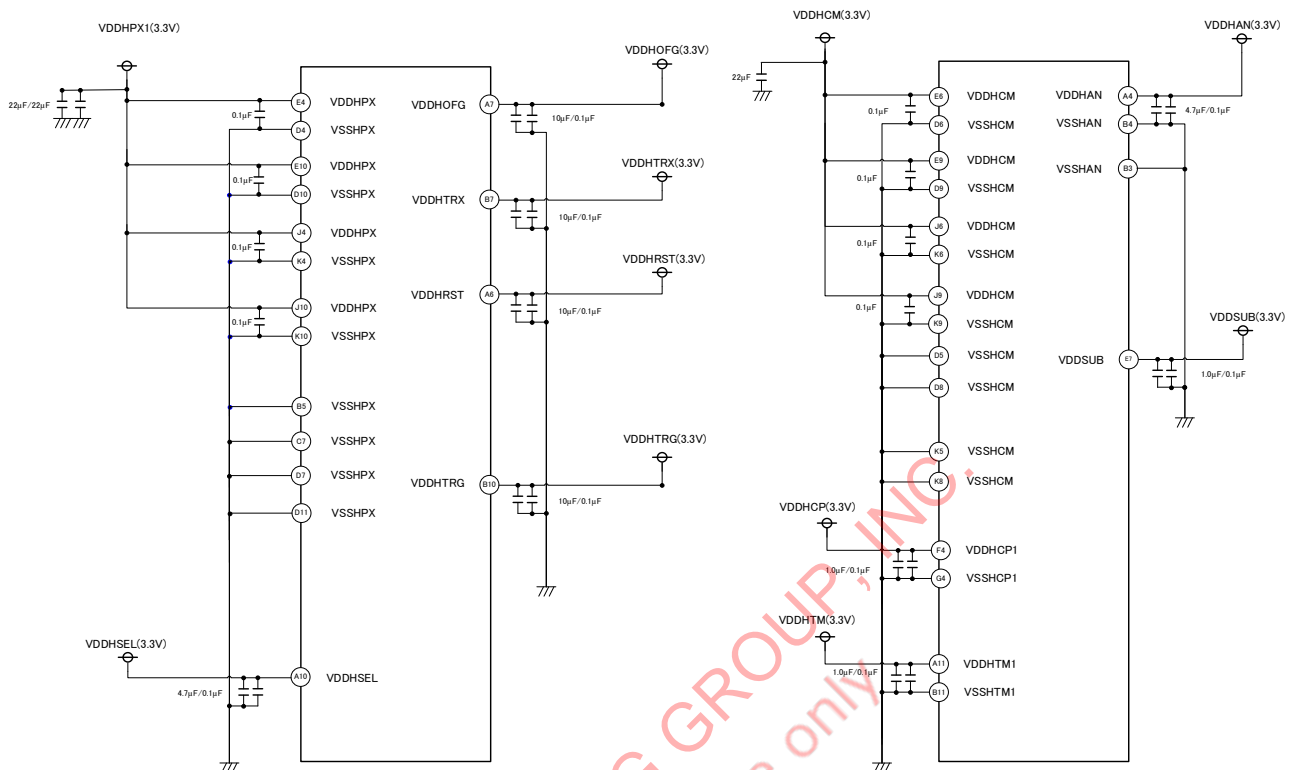 VDDHPX1(3.3V)
22μF/22μF
E4 VDDHPX
0.1μF
D4 VSSHPX
E10 VDDHPX
0.1μF
D10 VSSHPX
J4 VDDHPX
0.1μF
K4 VSSHPX
J10 VDDHPX
0.1μF
K10 VSSHPX
B5 VSSHPX
C7 VSSHPX
D7 VSSHPX
D11 VSSHPX
VDDHSEL(3.3V)
A10 VDDHSEL
4.7μF/0.1μF
VDDHOFG(3.3V)
VDDHOFG A7
10μF/0.1μF
VDDHTRX(3.3V)
VDDHTRX B7
10μF/0.1μF
VDDHRST(3.3V)
VDDHRST A6
10μF/0.1μF
VDDHTRG(3.3V)
VDDHTRG B10
10μF/0.1μF
VDDHCM(3.3V)
22μF
E6 VDDHCM
0.1μF
D6 VSSHCM
E9 VDDHCM
0.1μF
D9 VSSHCM
J6 VDDHCM
0.1μF
K6 VSSHCM
J9 VDDHCM
0.1μF
K9 VSSHCM
D5 VSSHCM
D8 VSSHCM
K5 VSSHCM
K8 VSSHCM
VDDHCP(3.3V)
F4 VDDHCP1
1.0μF/0.1μF
G4 VSSHCP1
VDDHTM(3.3V)
A11 VDDHTM1
1.0μF/0.1μF
B11 VSSHTM1
VDDHAN(3.3V)
VDDHAN A4
4.7μF/0.1μF
VSSHAN B4
VSSHAN B3
VDDSUB(3.3V)
VDDSUB E7
1.0μF/0.1μF
G GROUP, INC.
only